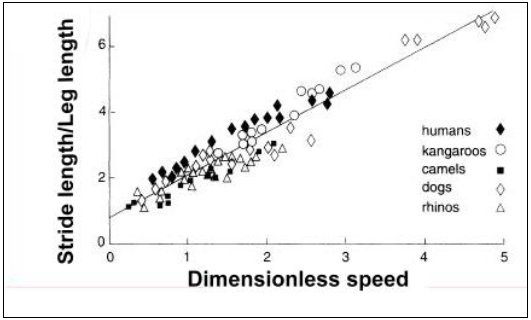 Stride length/Leg length
6
4
2
0
humans
kangaroos
camels
dogs
rhinos
0 1 2 3 4 5
Dimensionless speed